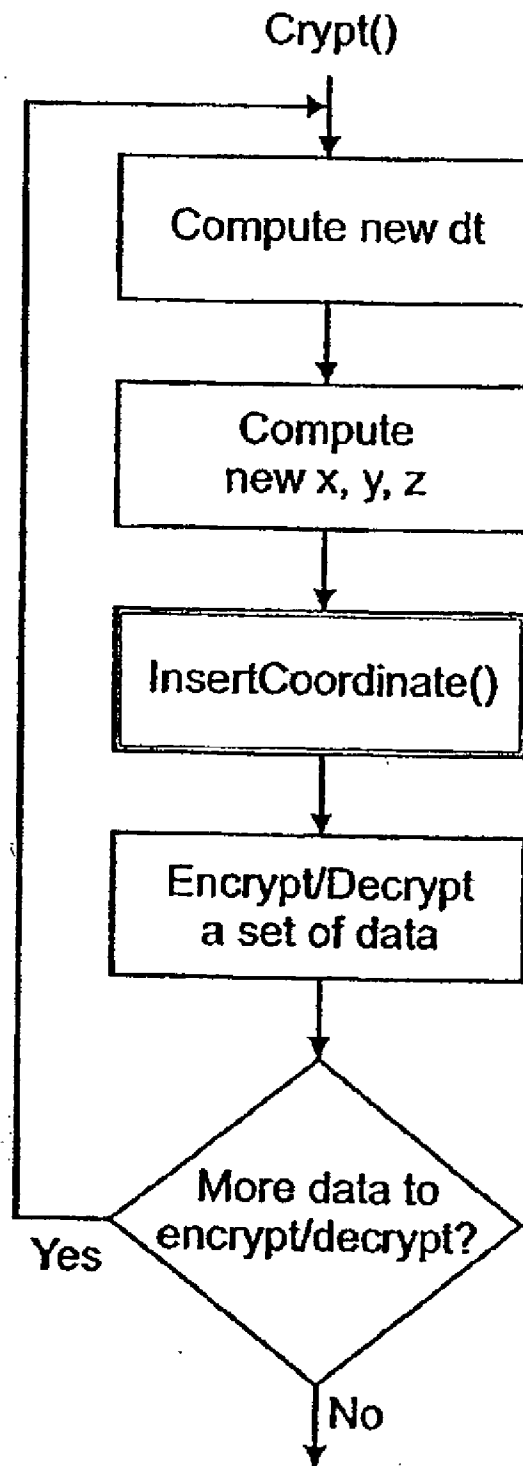 Crypt()
Compute new dt
Compute
new x, y, z
InsertCoordinate()
Encrypt/Decrypt
a set of data
More data to
encrypt/decrypt?
Yes
No